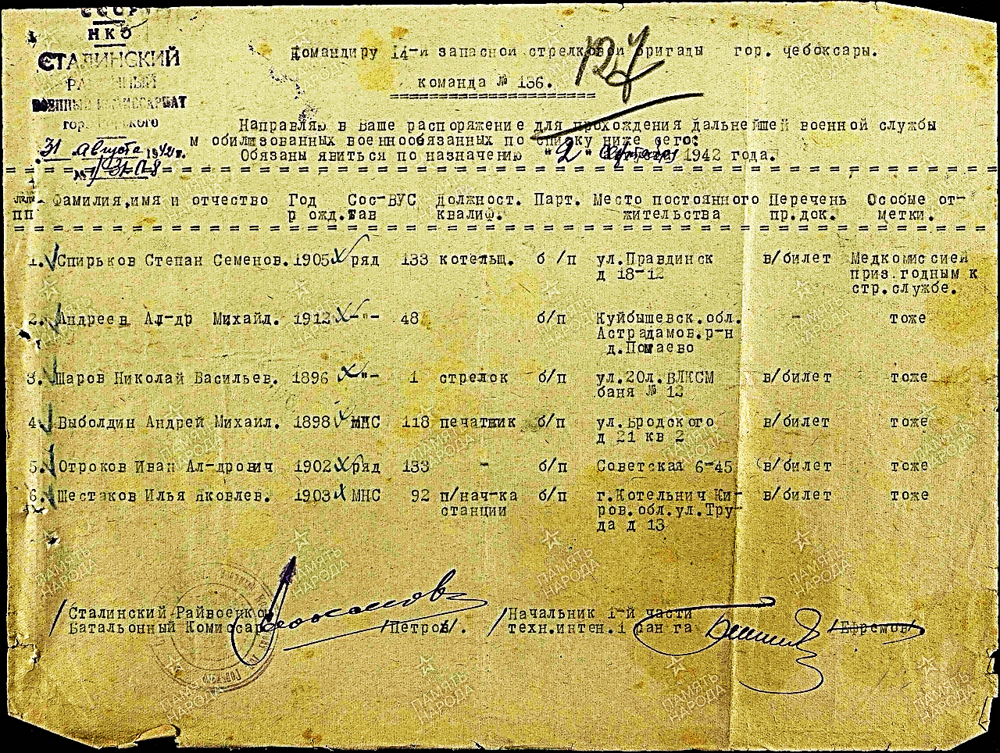 СССР
НКО
СТАЛИНСКИЙ
РАЙОННЫЙ
ВОЕННЫЙ КОМИССАРИАТ
гор. Горького
31 августа 1942 г.
Командиру 14-й запасной стрелковой бригады гор. Чебоксары.
команда № 136.
127
Направляю в Ваше распоряжение для прохождения дальнейшей военной службы
м обилизованных военнообязанных по списку ниже сего:
Обязаны явиться по назначению "2" сентября 1942 года.
№№ Фамилия,имя и отчество Год Сос- ВУС Должност. Парт. Место постоянного Перечень Особые от-
пп р ожд. тав квалиф. жительства пр.док. метки.
1. Спирьков Степан Семенов. 1905 ряд 133 котельщ. б /п ул.Правдинск в/билет Медкомиссией
д 18-12 приз.годным к
стр.службе.
2. Андреев Ал-др Михайл. 1912 -"- 48 б/п Куйбышевск.обл. - тоже
Астрадамов.р-н
д.Помаево
3. Шаров Николай Васильев. 1896 -"- 1 стрелок б/п ул.20л.ВЛКСМ в/билет тоже
баня № 12
4. Выболдин Андрей Михаил. 1898 МНС 118 печатник б/п ул.Бродского в/билет тоже
д 21 кв 2
5. Отроков Иван Ал-дрович 1902 ряд 133 - б/п Советская 6-45 в/билет тоже
6. Шестаков Илья Яковлев. 1903 МНС 92 п/нач-ка б/п г.Котельнич Ки- в/билет тоже
станции ров.обл.ул.Тру-
да д 13
/Сталинский Райвоенком /Начальник 1-й части
Батальонный Комиссар /Петров/. техн.интен.1 ранга /Ефремов/
ПАМЯТЬ НАРОДА